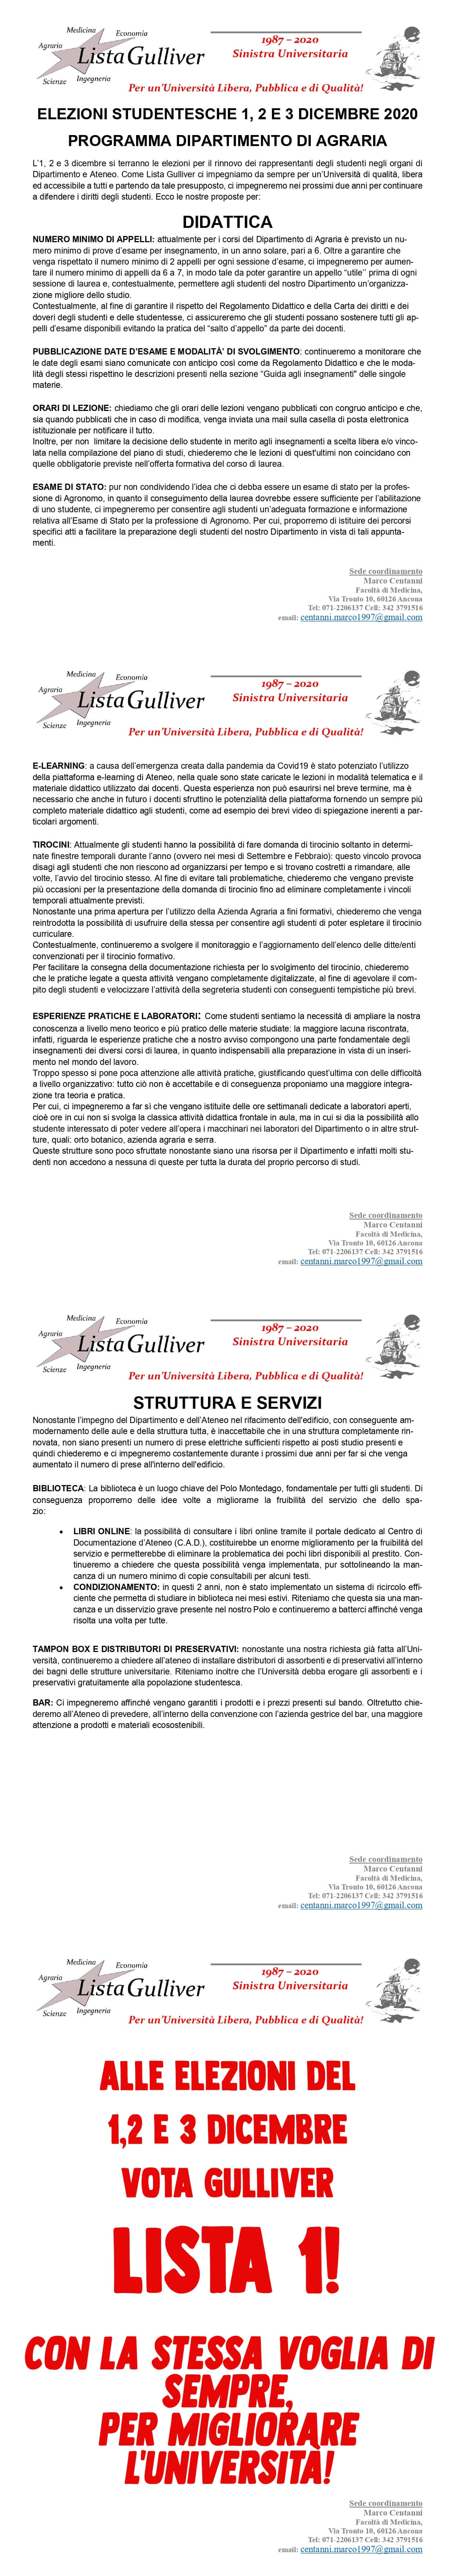 Medicina
Economia
Agraria
Lista Gulliver
Scienze
Ingegneria
1987 – 2020
Sinistra Universitaria
Per un'Università Libera, Pubblica e di Qualità!
ELEZIONI STUDENTESCHE 1, 2 E 3 DICEMBRE 2020
PROGRAMMA DIPARTIMENTO DI AGRARIA
L'1, 2 e 3 dicembre si terranno le elezioni per il rinnovo dei rappresentanti degli studenti negli organi di
Dipartimento e Ateneo. Come Lista Gulliver ci impegniamo da sempre per un'Università di qualità, libera
ed accessibile a tutti e partendo da tale presupposto, ci impegneremo nei prossimi due anni per continuare
a difendere i diritti degli studenti. Ecco le nostre proposte per:
DIDATTICA
NUMERO MINIMO DI APPELLI: attualmente per i corsi del Dipartimento di Agraria è previsto un nu-
mero minimo di prove d'esame per insegnamento, in un anno solare, pari a 6. Oltre a garantire che
venga rispettato il numero minimo di 2 appelli per ogni sessione d'esame, ci impegneremo per aumen-
tare il numero minimo di appelli da 6 a 7, in modo tale da poter garantire un appello "utile" prima di ogni
sessione di laurea e, contestualmente, permettere agli studenti del nostro Dipartimento un'organizza-
zione migliore dello studio.
Contestualmente, al fine di garantire il rispetto del Regolamento Didattico e della Carta dei diritti e dei
doveri degli studenti e delle studentesse, ci assicureremo che gli studenti possano sostenere tutti gli ap-
pelli d'esame disponibili evitando la pratica del "salto d'appello" da parte dei docenti.
PUBBLICAZIONE DATE D'ESAME E MODALITÀ' DI SVOLGIMENTO: continueremo a monitorare che
le date degli esami siano comunicate con anticipo così come da Regolamento Didattico e che le moda-
lità degli stessi rispettino le descrizioni presenti nella sezione "Guida agli insegnamenti" delle singole
materie.
ORARI DI LEZIONE: chiediamo che gli orari delle lezioni vengano pubblicati con congruo anticipo e che,
sia quando pubblicati che in caso di modifica, venga inviata una mail sulla casella di posta elettronica
istituzionale per notificare il tutto.
Inoltre, per non limitare la decisione dello studente in merito agli insegnamenti a scelta libera e/o vinco-
lata nella compilazione del piano di studi, chiederemo che le lezioni di quest'ultimi non coincidano con
quelle obbligatorie previste nell'offerta formativa del corso di laurea.
ESAME DI STATO: pur non condividendo l'idea che ci debba essere un esame di stato per la profes-
sione di Agronomo, in quanto il conseguimento della laurea dovrebbe essere sufficiente per l'abilitazione
di uno studente, ci impegneremo per consentire agli studenti un'adeguata formazione e informazione
relativa all'Esame di Stato per la professione di Agronomo. Per cui, proporremo di istituire dei percorsi
specifici atti a facilitare la preparazione degli studenti del nostro Dipartimento in vista di tali appunta-
menti.
Sede coordinamento
Marco Centanni
Facoltà di Medicina,
Via Tronto 10, 60126 Ancona
Tel: 071-2206137 Cell: 342 3791516
email: centanni.marco1997@gmail.com
Medicina
Economia
Agraria
Lista Gulliver
Scienze
Ingegneria
1987 – 2020
Sinistra Universitaria
Per un'Università Libera, Pubblica e di Qualità!
E-LEARNING: a causa dell'emergenza creata dalla pandemia da Covid19 è stato potenziato l'utilizzo
della piattaforma e-learning di Ateneo, nella quale sono state caricate le lezioni in modalità telematica e il
materiale didattico utilizzato dai docenti. Questa esperienza non può esaurirsi nel breve termine, ma è
necessario che anche in futuro i docenti sfruttino le potenzialità della piattaforma fornendo un sempre più
completo materiale didattico agli studenti, come ad esempio dei brevi video di spiegazione inerenti a par-
ticolari argomenti.
TIROCINI: Attualmente gli studenti hanno la possibilità di fare domanda di tirocinio soltanto in determi-
nate finestre temporali durante l'anno (ovvero nei mesi di Settembre e Febbraio): questo vincolo provoca
disagi agli studenti che non riescono ad organizzarsi per tempo e si trovano costretti a rimandare, alle
volte, l'avvio del tirocinio stesso. Al fine di evitare tali problematiche, chiederemo che vengano previste
più occasioni per la presentazione della domanda di tirocinio fino ad eliminare completamente i vincoli
temporali attualmente previsti.
Nonostante una prima apertura per l'utilizzo della Azienda Agraria a fini formativi, chiederemo che venga
reintrodotta la possibilità di usufruire della stessa per consentire agli studenti di poter espletare il tirocinio
curriculare.
Contestualmente, continueremo a svolgere il monitoraggio e l'aggiornamento dell'elenco delle ditte/enti
convenzionati per il tirocinio formativo.
Per facilitare la consegna della documentazione richiesta per lo svolgimento del tirocinio, chiederemo
che le pratiche legate a questa attività vengano completamente digitalizzate, al fine di agevolare il com-
pito degli studenti e velocizzare l'attività della segreteria studenti con conseguenti tempistiche più brevi.
ESPERIENZE PRATICHE E LABORATORI: Come studenti sentiamo la necessità di ampliare la nostra
conoscenza a livello meno teorico e più pratico delle materie studiate: la maggiore lacuna riscontrata,
infatti, riguarda le esperienze pratiche che a nostro avviso compongono una parte fondamentale degli
insegnamenti dei diversi corsi di laurea, in quanto indispensabili alla preparazione in vista di un inseri-
mento nel mondo del lavoro.
Troppo spesso si pone poca attenzione alle attività pratiche, giustificando quest'ultima con delle difficoltà
a livello organizzativo: tutto ciò non è accettabile e di conseguenza proponiamo una maggiore integra-
zione tra teoria e pratica.
Per cui, ci impegneremo a far sì che vengano istituite delle ore settimanali dedicate a laboratori aperti,
cioè ore in cui non si svolga la classica attività didattica frontale in aula, ma in cui si dia la possibilità allo
studente interessato di poter vedere all'opera i macchinari nei laboratori del Dipartimento o in altre strut-
ture, quali: orto botanico, azienda agraria e serra.
Queste strutture sono poco sfruttate nonostante siano una risorsa per il Dipartimento e infatti molti stu-
denti non accedono a nessuna di queste per tutta la durata del proprio percorso di studi.
Sede coordinamento
Marco Centanni
Facoltà di Medicina,
Via Tronto 10, 60126 Ancona
Tel: 071-2206137 Cell: 342 3791516
email: centanni.marco1997@gmail.com
Medicina
Economia
Agraria
Lista Gulliver
Scienze
Ingegneria
1987 – 2020
Sinistra Universitaria
Per un'Università Libera, Pubblica e di Qualità!
STRUTTURA E SERVIZI
Nonostante l'impegno del Dipartimento e dell'Ateneo nel rifacimento dell'edificio, con conseguente am-
modernamento delle aule e della struttura tutta, è inaccettabile che in una struttura completamente rin-
novata, non siano presenti un numero di prese elettriche sufficienti rispetto ai posti studio presenti e
quindi chiederemo e ci impegneremo costantemente durante i prossimi due anni per far si che venga
aumentato il numero di prese all'interno dell'edificio.
BIBLIOTECA: La biblioteca è un luogo chiave del Polo Montedago, fondamentale per tutti gli studenti. Di
conseguenza proporremo delle idee volte a migliorarne la fruibilità del servizio che dello spa-
zio:
• LIBRI ONLINE: la possibilità di consultare i libri online tramite il portale dedicato al Centro di
Documentazione d'Ateneo (C.A.D.), costituirebbe un enorme miglioramento per la fruibilità del
servizio e permetterebbe di eliminare la problematica dei pochi libri disponibili al prestito. Con-
tinueremo a chiedere che questa possibilità venga implementata, pur sottolineando la man-
canza di un numero minimo di copie consultabili per alcuni testi.
• CONDIZIONAMENTO: in questi 2 anni, non è stato implementato un sistema di ricircolo effi-
ciente che permetta di studiare in biblioteca nei mesi estivi. Riteniamo che questa sia una man-
canza e un disservizio grave presente nel nostro Polo e continueremo a batterci affinché venga
risolta una volta per tutte.
TAMPON BOX E DISTRIBUTORI DI PRESERVATIVI: nonostante una nostra richiesta già fatta all'Uni-
versità, continueremo a chiedere all'ateneo di installare distributori di assorbenti e di preservativi all'interno
dei bagni delle strutture universitarie. Riteniamo inoltre che l'Università debba erogare gli assorbenti e i
preservativi gratuitamente alla popolazione studentesca.
BAR: Ci impegneremo affinché vengano garantiti i prodotti e i prezzi presenti sul bando. Oltretutto chie-
deremo all'Ateneo di prevedere, all'interno della convenzione con l'azienda gestrice del bar, una maggiore
attenzione a prodotti e materiali ecosostenibili.
Sede coordinamento
Marco Centanni
Facoltà di Medicina,
Via Tronto 10, 60126 Ancona
Tel: 071-2206137 Cell: 342 3791516
email: centanni.marco1997@gmail.com
Medicina
Economia
Agraria
Lista Gulliver
Scienze
Ingegneria
1987 – 2020
Sinistra Universitaria
Per un'Università Libera, Pubblica e di Qualità!
ALLE ELEZIONI DEL
1,2 E 3 DICEMBRE
VOTA GULLIVER
LISTA 1!
CON LA STESSA VOGLIA DI
SEMPRE,
PER MIGLIORARE
L'UNIVERSITÀ!
Sede coordinamento
Marco Centanni
Facoltà di Medicina,
Via Tronto 10, 60126 Ancona
Tel: 071-2206137 Cell: 342 3791516
email: centanni.marco1997@gmail.com